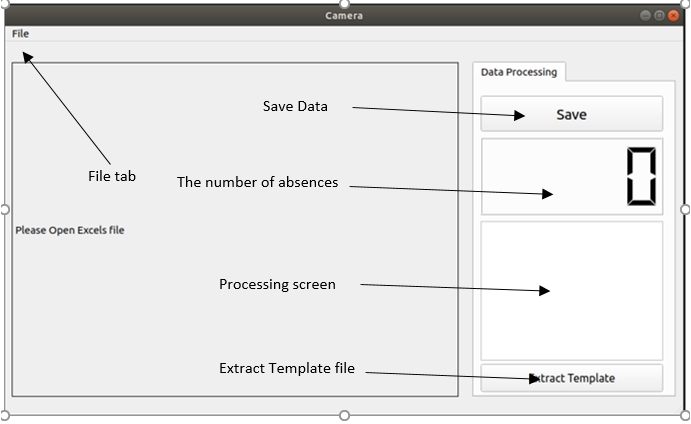 Camera
File
Data Processing
Save Data
Save
File tab
The number of absences
0
Please Open Excels file
Processing screen
Extract Template file
Extract Template